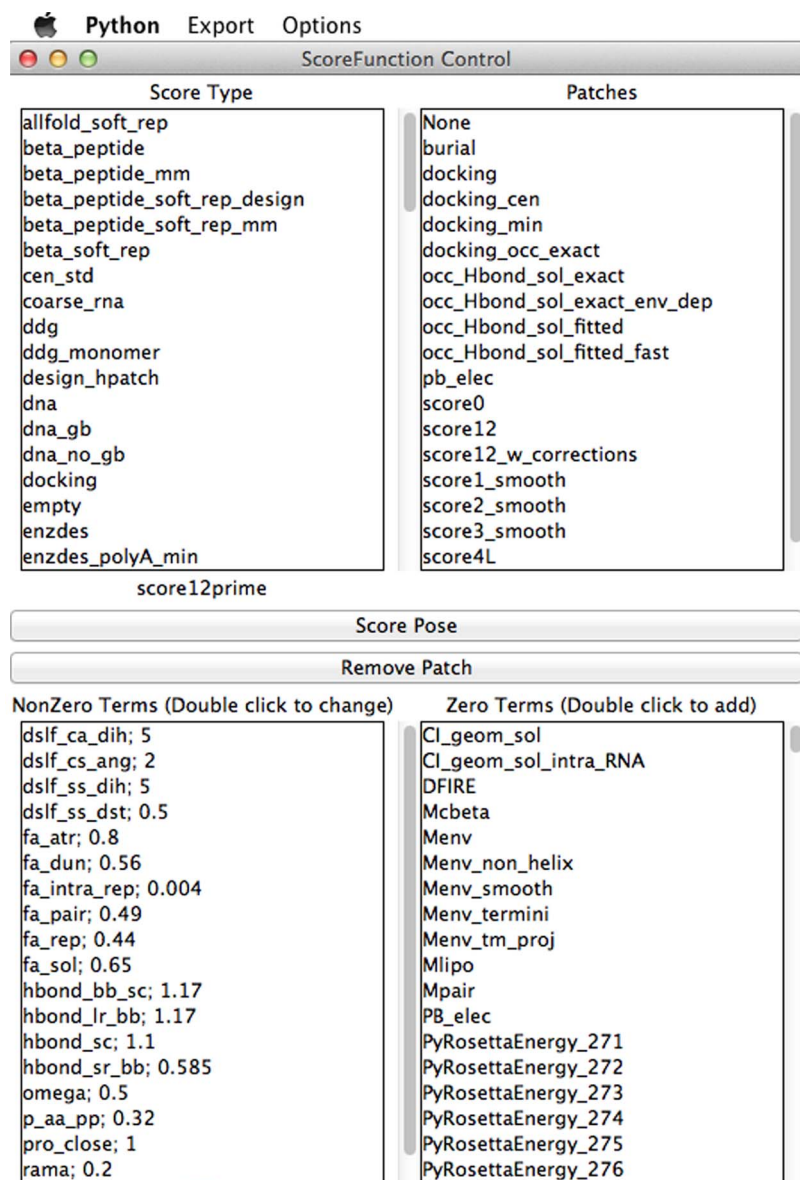 Python Export Options
ScoreFunction Control
Score Type
allfold_soft_rep
beta_peptide
beta_peptide_mm
beta_peptide_soft_rep_design
beta_peptide_soft_rep_mm
beta_soft_rep
cen_std
coarse_rna
ddg
ddg_monomer
design_hpatch
dna
dna_gb
dna_no_gb
docking
empty
enzdes
enzdes_polyA_min
score12prime
Patches
None
burial
docking
docking_cen
docking_min
docking_occ_exact
occ_Hbond_sol_exact
occ_Hbond_sol_exact_env_dep
occ_Hbond_sol_fitted
occ_Hbond_sol_fitted_fast
pb_elec
score0
score12
score12_w_corrections
score1_smooth
score2_smooth
score3_smooth
score4L
Score Pose
Remove Patch
NonZero Terms (Double click to change)
dslf_ca_dih; 5
dslf_cs_ang; 2
dslf_ss_dih; 5
dslf_ss_dst; 0.5
fa_atr; 0.8
fa_dun; 0.56
fa_intra_rep; 0.004
fa_pair; 0.49
fa_rep; 0.44
fa_sol; 0.65
hbond_bb_sc; 1.17
hbond_lr_bb; 1.17
hbond_sc; 1.1
hbond_sr_bb; 0.585
omega; 0.5
p_aa_pp; 0.32
pro_close; 1
rama; 0.2
Zero Terms (Double click to add)
CI_geom_sol
CI_geom_sol_intra_RNA
DFIRE
Mcbeta
Menv
Menv_non_helix
Menv_smooth
Menv_termini
Menv_tm_proj
Mlipo
Mpair
PB_elec
PyRosettaEnergy_271
PyRosettaEnergy_272
PyRosettaEnergy_273
PyRosettaEnergy_274
PyRosettaEnergy_275
PyRosettaEnergy_276